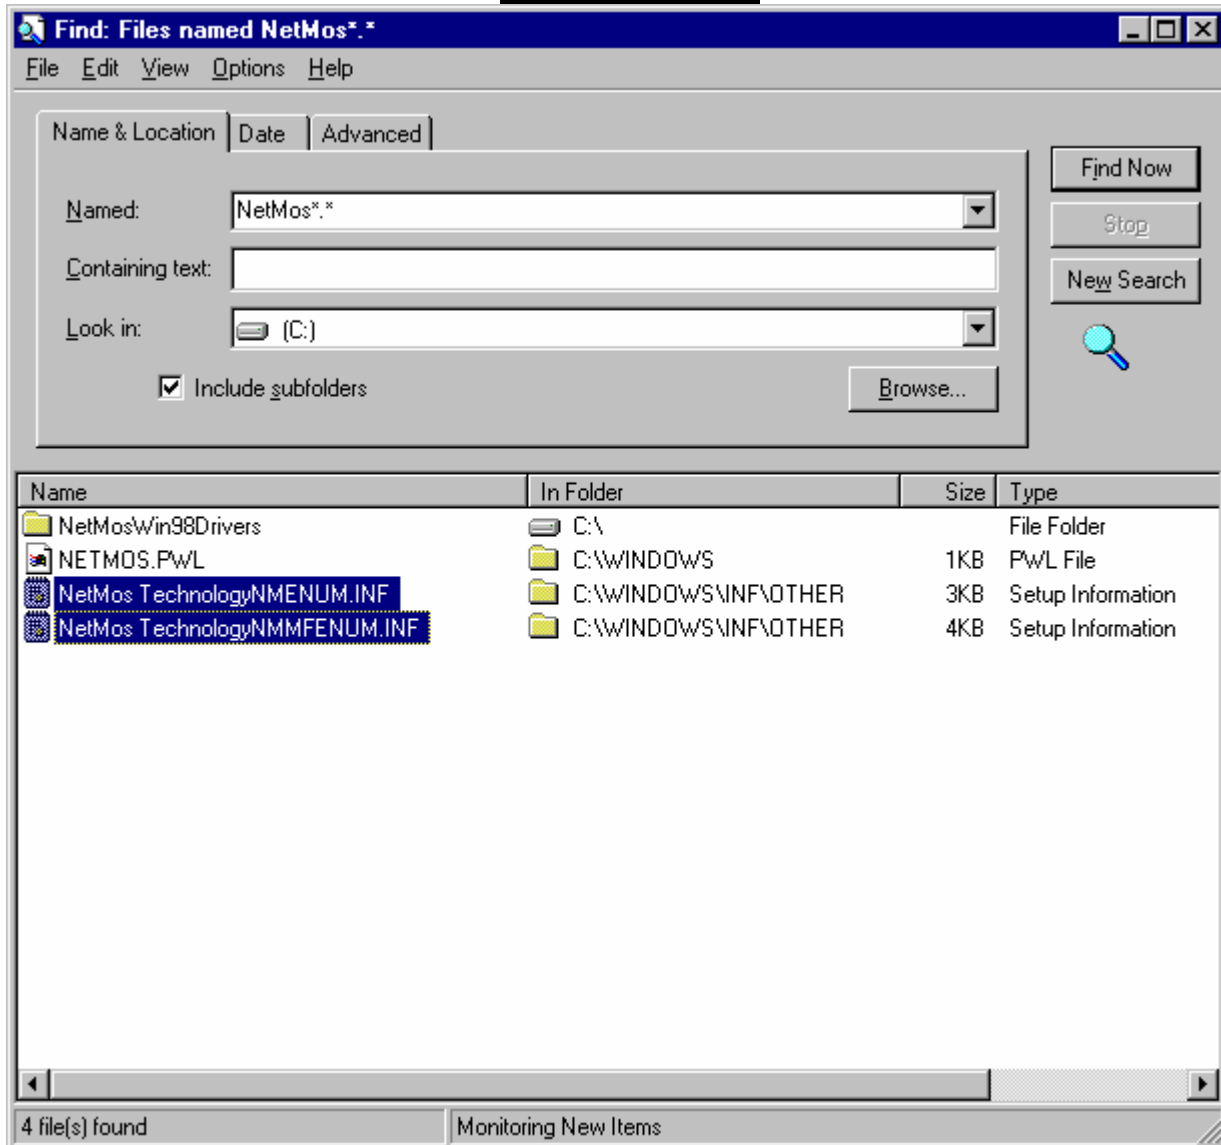 Find: Files named NetMos*.*
File Edit View Options Help
Name & Location Date Advanced
Find Now
Named: NetMos*.*
Stop
Containing text:
New Search
Look in: (C:)
Include subfolders Browse...
Name In Folder Size Type
NetMosWin98Drivers C:\ File Folder
NETMOS.PWL C:\WINDOWS 1KB PWL File
NetMos TechnologyNMENUM.INF C:\WINDOWS\INF\OTHER 3KB Setup Information
NetMos TechnologyNMMFENUM.INF C:\WINDOWS\INF\OTHER 4KB Setup Information
4 file(s) found Monitoring New Items